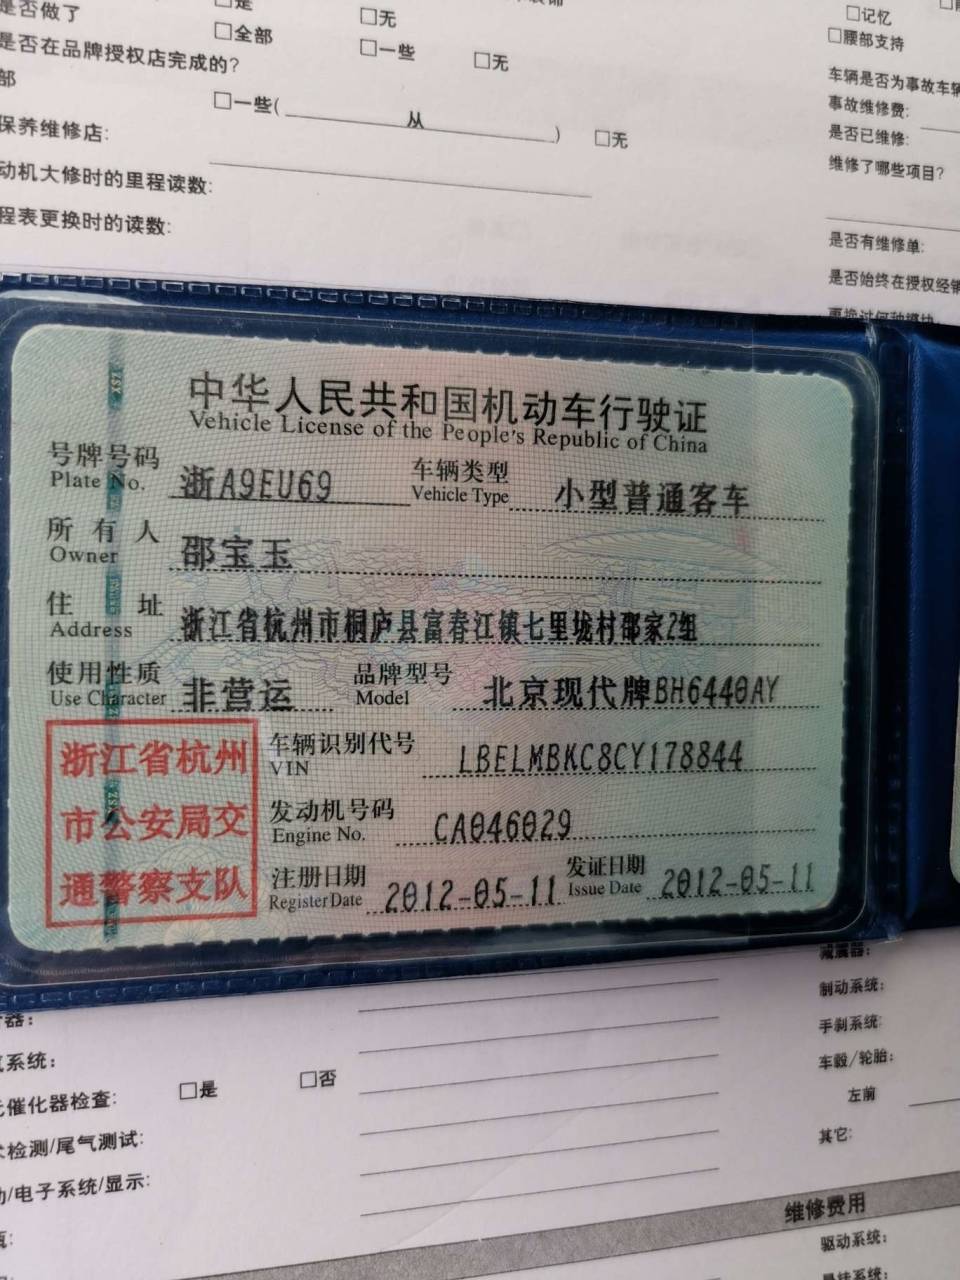 是否做了
□是
□无
□全部
□一些
□无
是否在品牌授权店完成的?
部
□一些(
从
)
□无
保养维修店:
动机大修时的里程读数:
程表更换时的读数:
□记忆
□腰部支持
车辆是否为事故车辆
事故维修费:
是否已维修:
维修了哪些项目?
是否有维修单:
是否始终在授权经销
中华人民共和国机动车行驶证
Vehicle License of the People's Republic of China
号牌号码 浙A9EU69 车辆类型 小型普通客车
Plate No. Vehicle Type
所有人 邵宝玉
Owner
住址 浙江省杭州市桐庐县富春江镇七里垅村邵家2组
Address
使用性质 非营运 品牌型号 北京现代牌BH6440AY
Use Character Model
浙江省杭州
市公安局交
通警察支队
车辆识别代号 LBELMBKC8CY178844
VIN
发动机号码 CA046029
Engine No.
注册日期 2012-05-11 发证日期 2012-05-11
Register Date Issue Date
器:
系统:
催化器检查:
□是
□否
检测/尾气测试:
/电子系统/显示:
减震器:
制动系统:
手刹系统:
车毂/轮胎:
左前
其它:
维修费用
驱动系统: